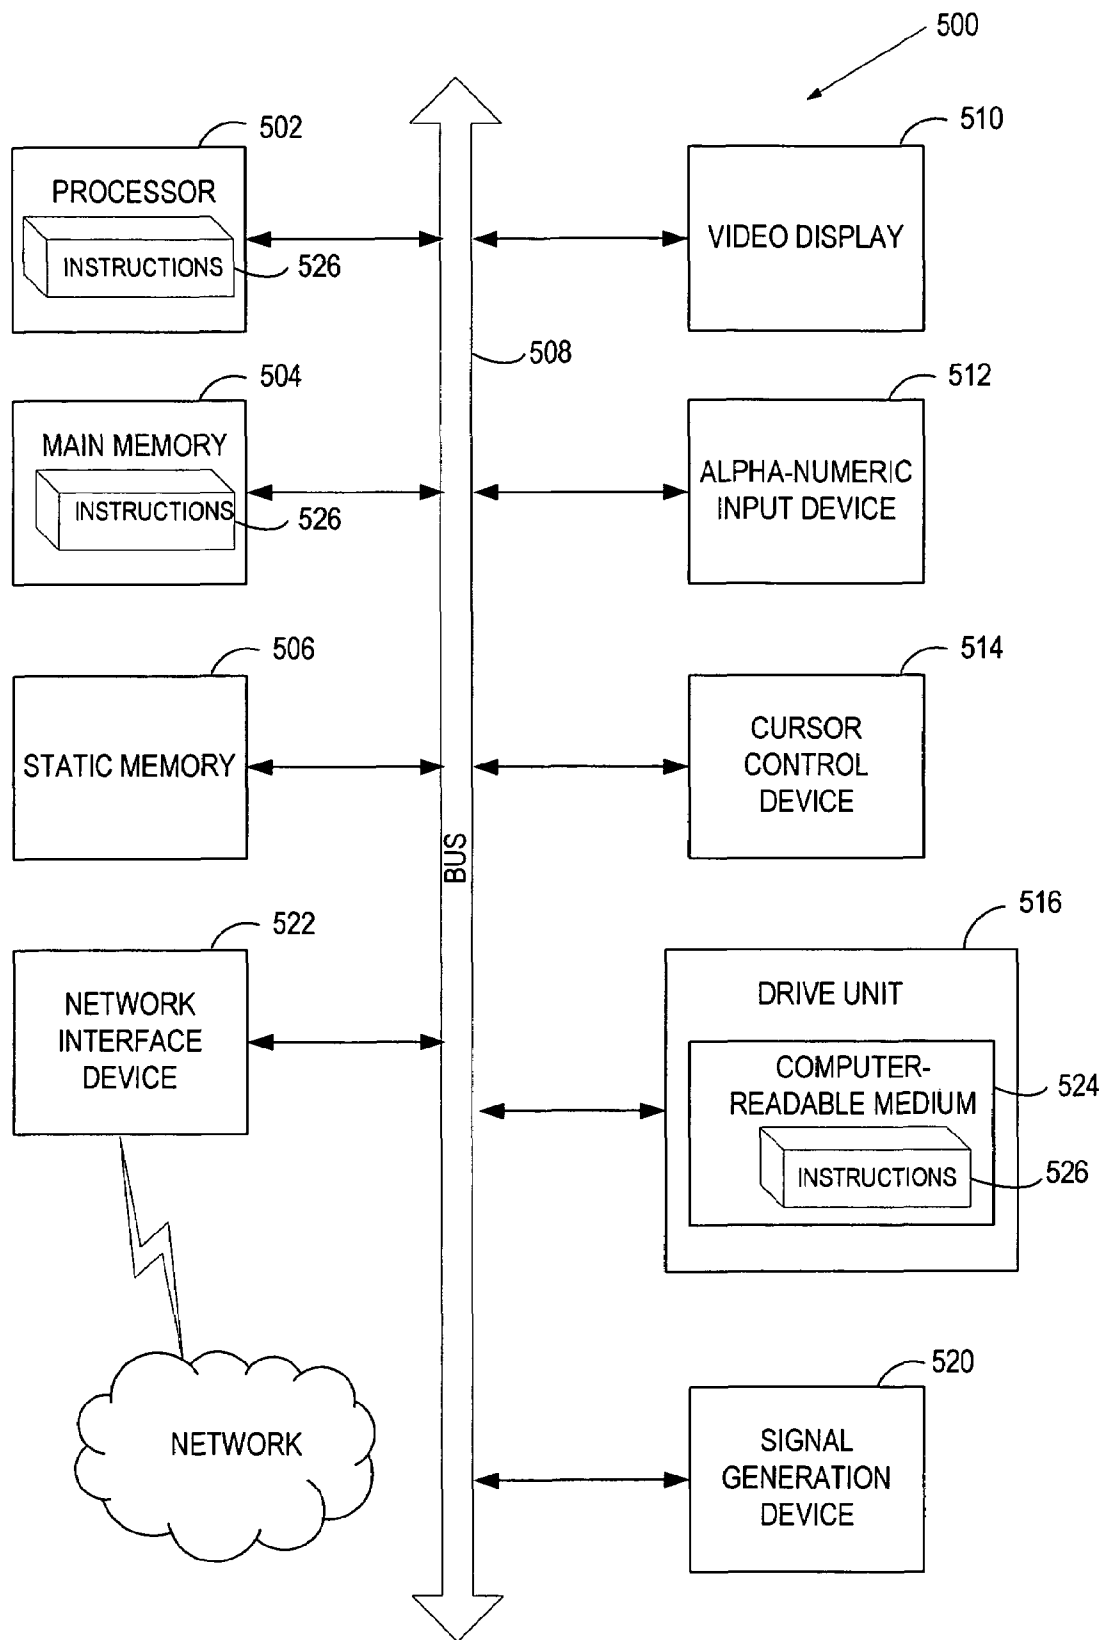 500
502
PROCESSOR
INSTRUCTIONS
526
510
VIDEO DISPLAY
508
504
MAIN MEMORY
INSTRUCTIONS
526
512
ALPHA-NUMERIC
INPUT DEVICE
506
STATIC MEMORY
514
CURSOR
CONTROL
DEVICE
BUS
522
NETWORK
INTERFACE
DEVICE
516
DRIVE UNIT
COMPUTER-
READABLE MEDIUM
524
INSTRUCTIONS
526
NETWORK
520
SIGNAL
GENERATION
DEVICE